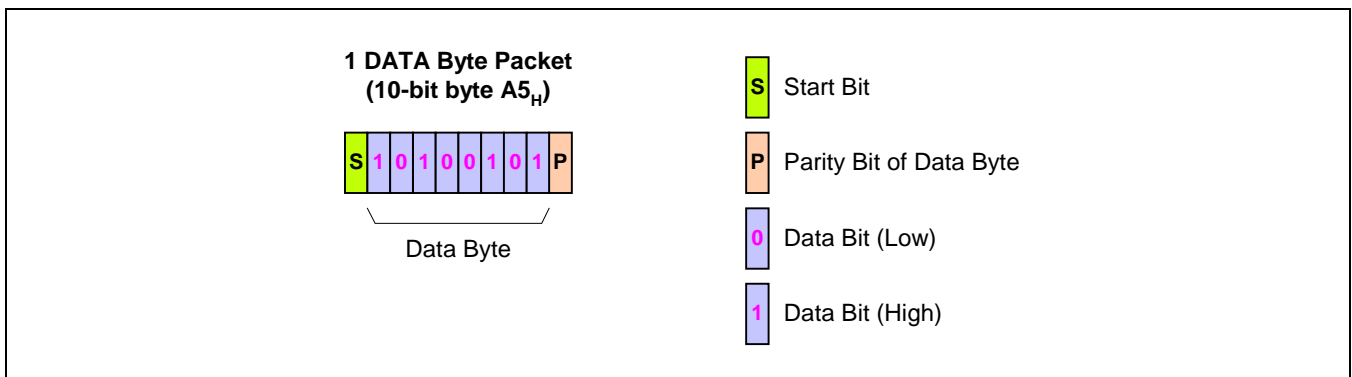 1 DATA Byte Packet
(10-bit byte A5H)
S 1 0 1 0 0 1 0 1 P
Data Byte
S Start Bit
P Parity Bit of Data Byte
0 Data Bit (Low)
1 Data Bit (High)